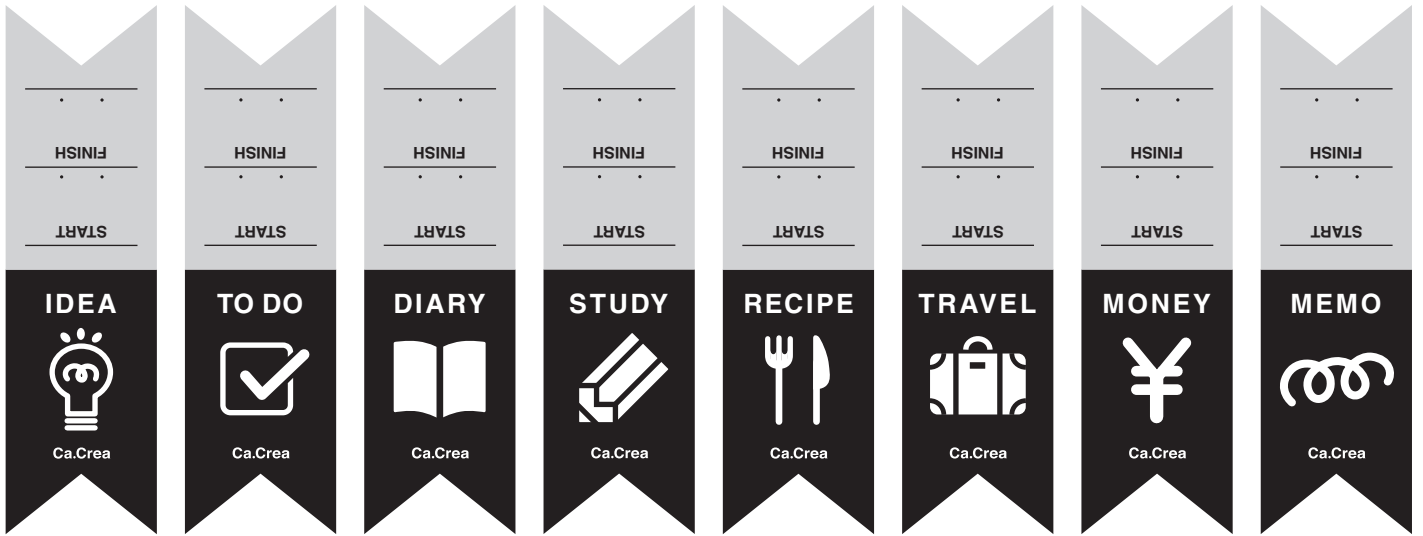 FINISH FINISH FINISH FINISH FINISH FINISH FINISH FINISH
START START START START START START START START
IDEA TO DO DIARY STUDY RECIPE TRAVEL MONEY MEMO
¥
Ca.Crea Ca.Crea Ca.Crea Ca.Crea Ca.Crea Ca.Crea Ca.Crea Ca.Crea